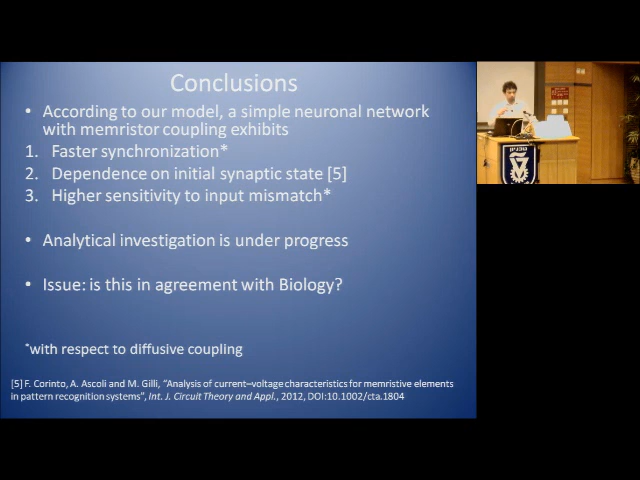 Conclusions
• According to our model, a simple neuronal network
with memristor coupling exhibits
1. Faster synchronization*
2. Dependence on initial synaptic state [5]
3. Higher sensitivity to input mismatch*
• Analytical investigation is under progress
• Issue: is this in agreement with Biology?
*with respect to diffusive coupling
[5] F. Corinto, A. Ascoli and M. Gilli, “Analysis of current–voltage characteristics for memristive elements
in pattern recognition systems”, Int. J. Circuit Theory and Appl., 2012, DOI:10.1002/cta.1804